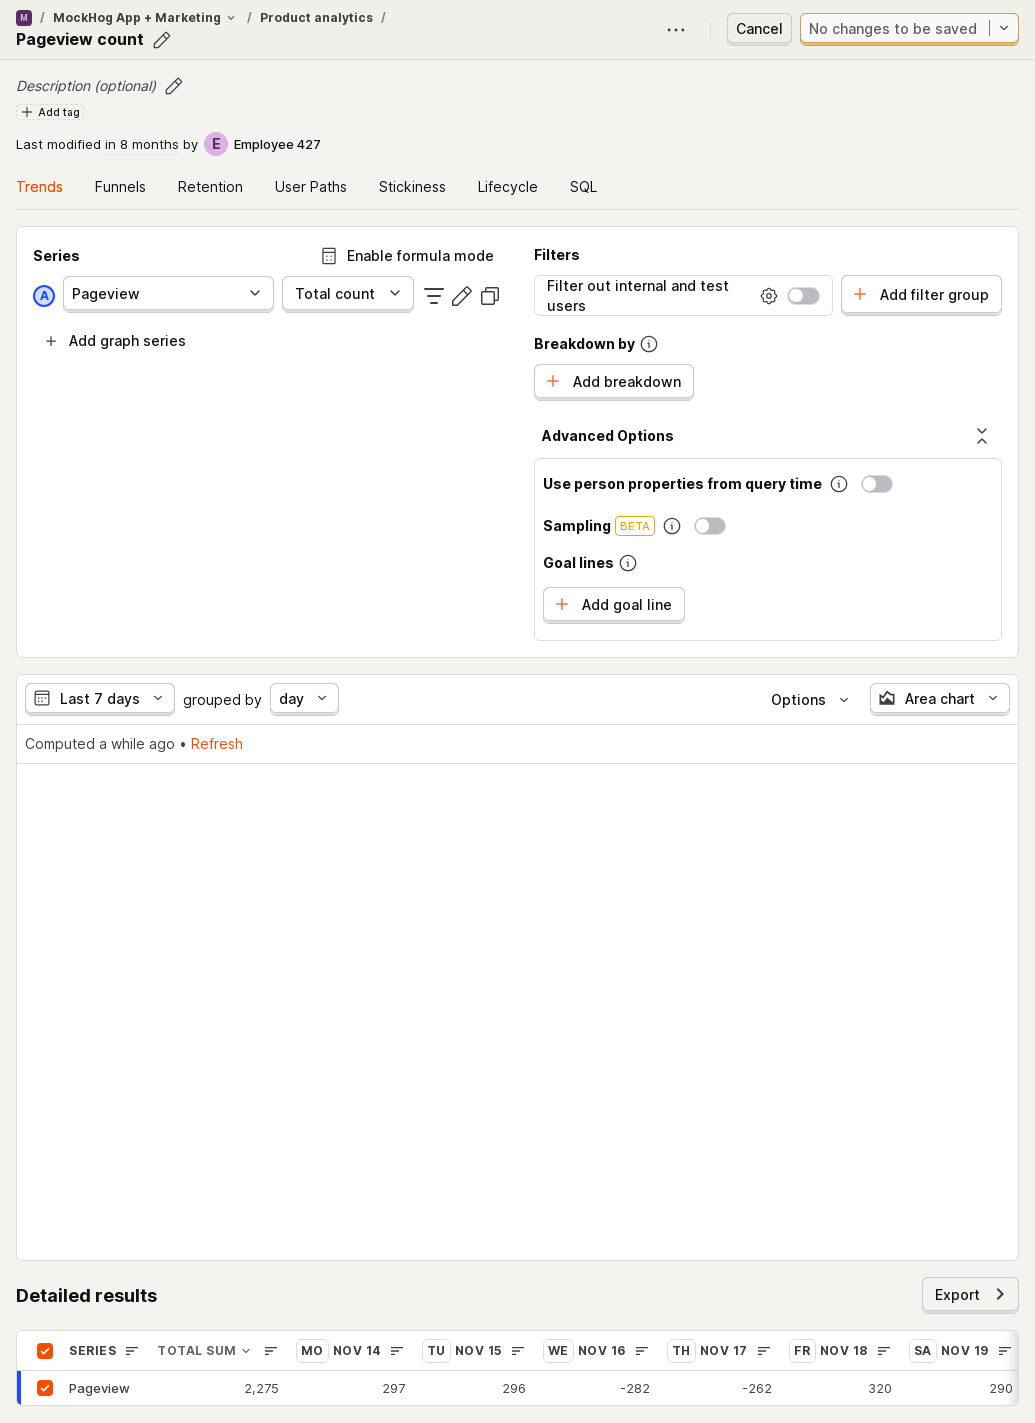 M / MockHog App + Marketing / Product analytics /
Pageview count
Cancel
No changes to be saved
Description (optional)
Add tag
Last modified in 8 months by E Employee 427
Trends Funnels Retention User Paths Stickiness Lifecycle SQL
Series
Enable formula mode
A Pageview Total count
Add graph series
Filters
Filter out internal and test
users
Add filter group
Breakdown by
Add breakdown
Advanced Options
Use person properties from query time
Sampling BETA
Goal lines
Add goal line
Last 7 days grouped by day Options Area chart
Computed a while ago • Refresh
Detailed results
Export
SERIES TOTAL SUM MO NOV 14 TU NOV 15 WE NOV 16 TH NOV 17 FR NOV 18 SA NOV 19
Pageview 2,275 297 296 -282 -262 320 290